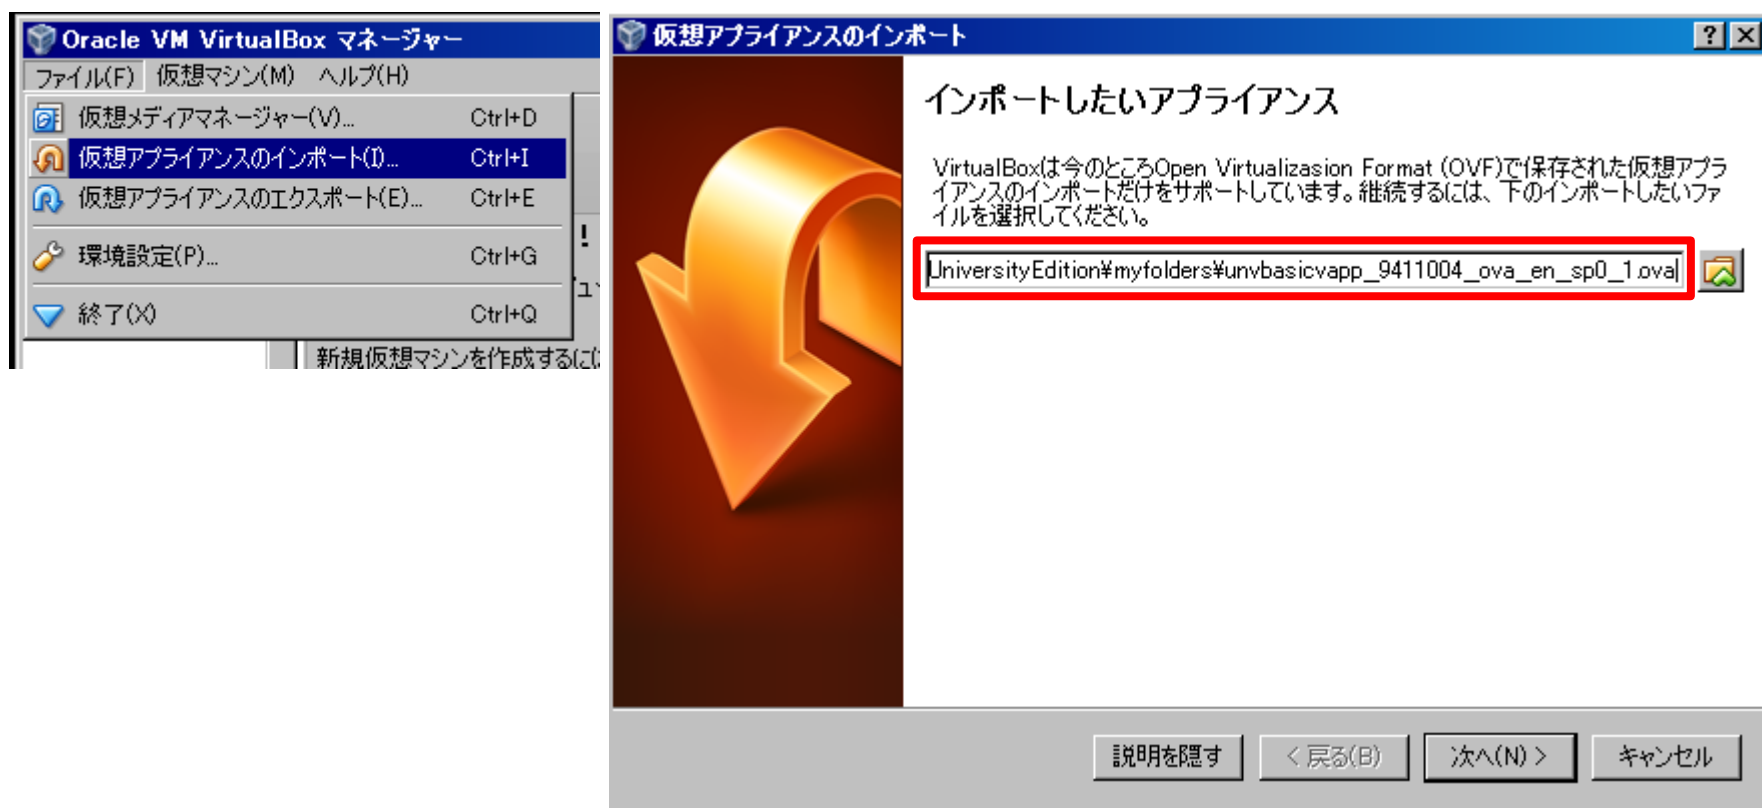 Oracle VM VirtualBox マネージャー
ファイル(F) 仮想マシン(M) ヘルプ(H)
仮想メディアマネージャー(V)... Ctrl+D
仮想アプライアンスのインポート(I)... Ctrl+I
仮想アプライアンスのエクスポート(E)... Ctrl+E
!
環境設定(P)... Ctrl+G
終了(X) Ctrl+Q
新規仮想マシンを作成するに
仮想アプライアンスのインポート
インポートしたいアプライアンス
VirtualBoxは今のところOpen Virtualizasion Format (OVF)で保存された仮想アプラ
イアンスのインポートだけをサポートしています。継続するには、下のインポートしたいファ
イルを選択してください。
UniversityEdition¥myfolders¥unvbasicvapp_9411004_ova_en_sp0_1.ova
説明を隠す < 戻る(B) 次へ(N) > キャンセル